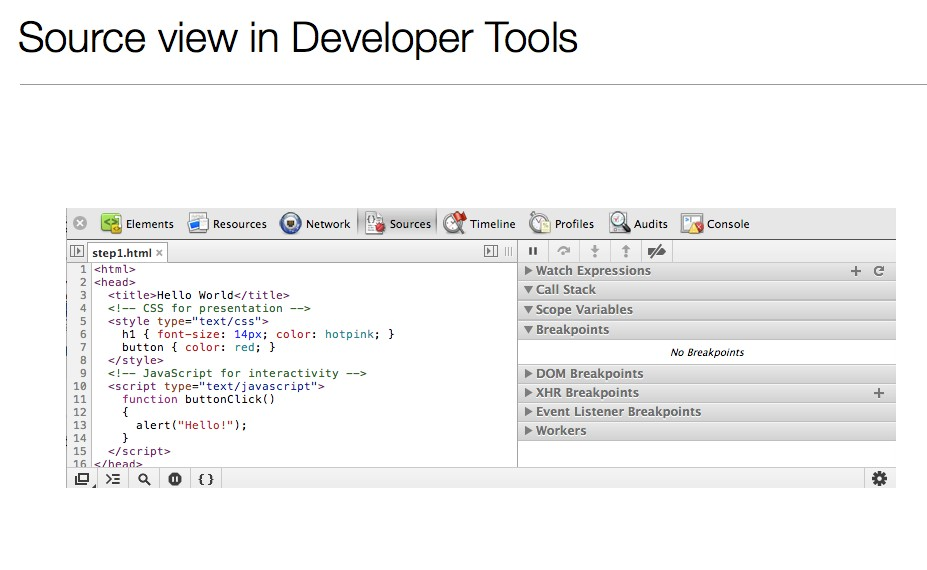 Source view in Developer Tools
Elements Resources Network Sources Timeline Profiles Audits Console
step1.html
1 <html>
2 <head>
3 <title>Hello World</title>
4 <!-- CSS for presentation -->
5 <style type="text/css">
6 h1 { font-size: 14px; color: hotpink; }
7 button { color: red; }
8 </style>
9 <!-- JavaScript for interactivity -->
10 <script type="text/javascript">
11 function buttonClick()
12 {
13 alert("Hello!");
14 }
15 </script>
16 </head>
Watch Expressions
Call Stack
Scope Variables
Breakpoints
No Breakpoints
DOM Breakpoints
XHR Breakpoints
Event Listener Breakpoints
Workers